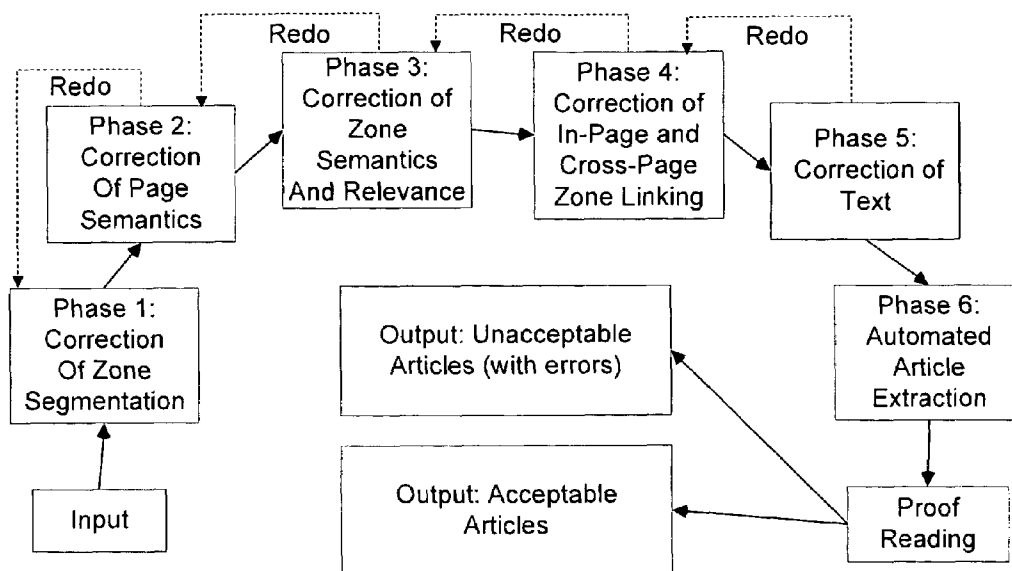 Redo
Phase 1:
Correction
Of Zone
Segmentation
Input
Redo
Phase 2:
Correction
Of Page
Semantics
Redo
Phase 3:
Correction of
Zone
Semantics
And Relevance
Redo
Phase 4:
Correction of
In-Page and
Cross-Page
Zone Linking
Phase 5:
Correction of
Text
Phase 6:
Automated
Article
Extraction
Proof
Reading
Output: Unacceptable
Articles (with errors)
Output: Acceptable
Articles